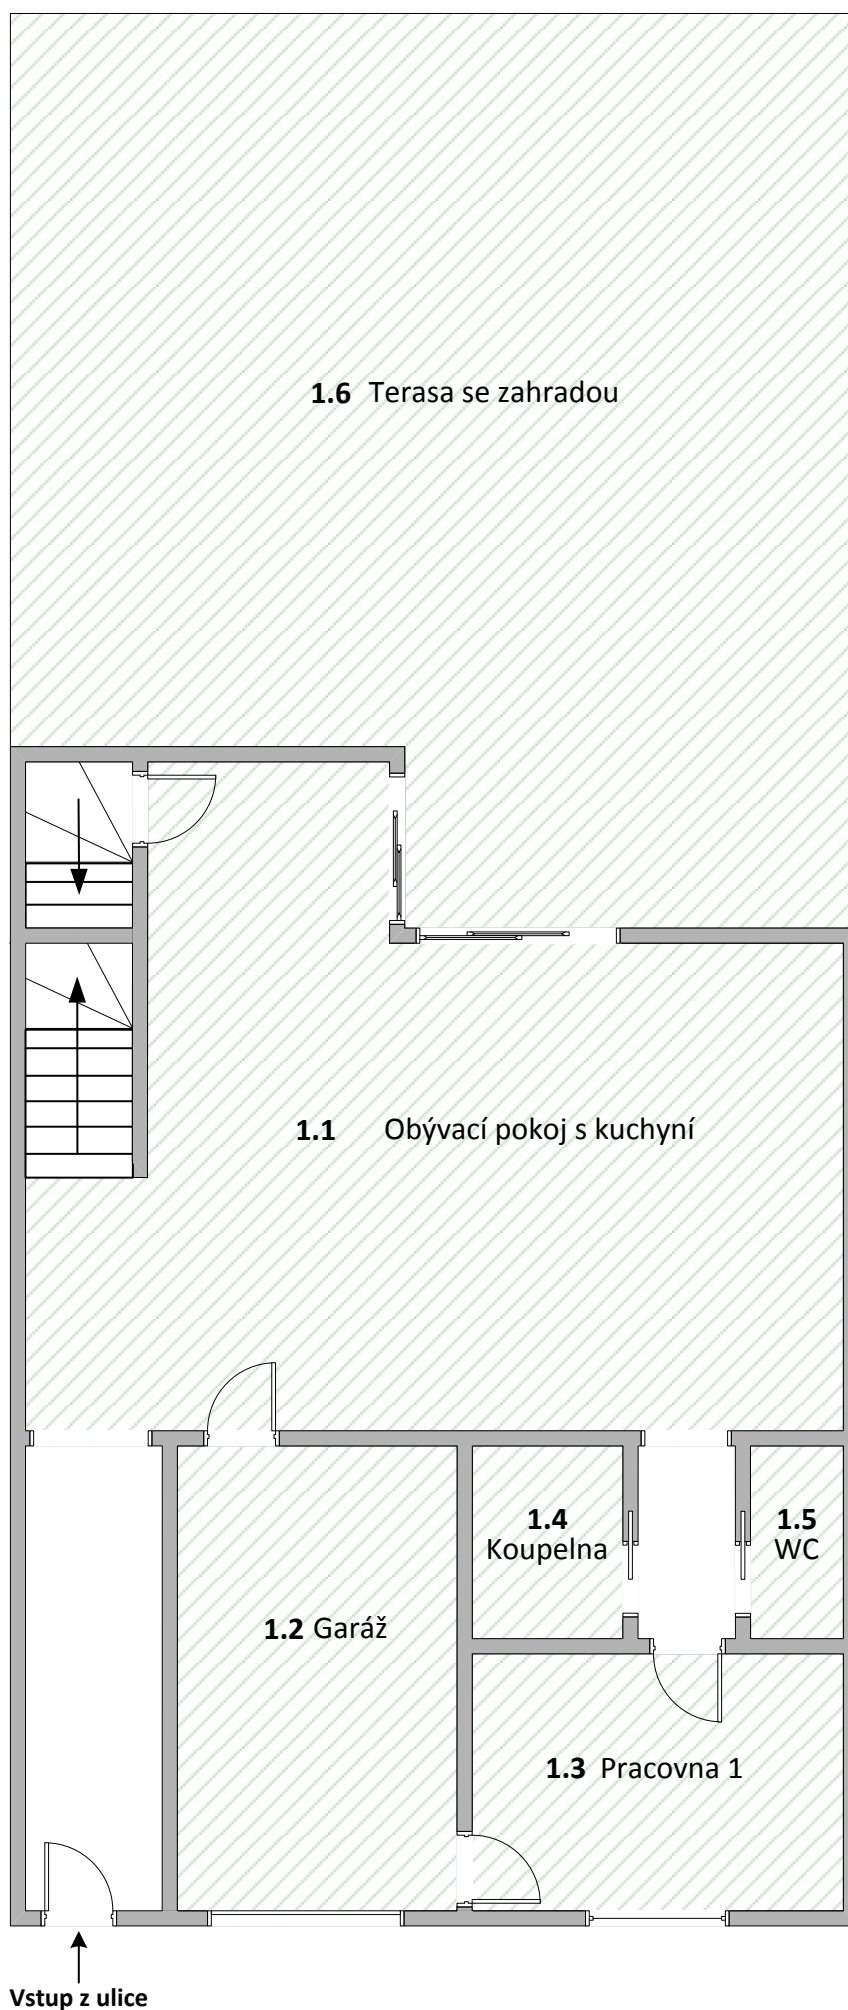 1.6 Terasa se zahradou
1.1 Obývací pokoj s kuchyní
1.4
Koupelna
1.5
WC
1.2 Garáž
1.3 Pracovna 1
Vstup z ulice